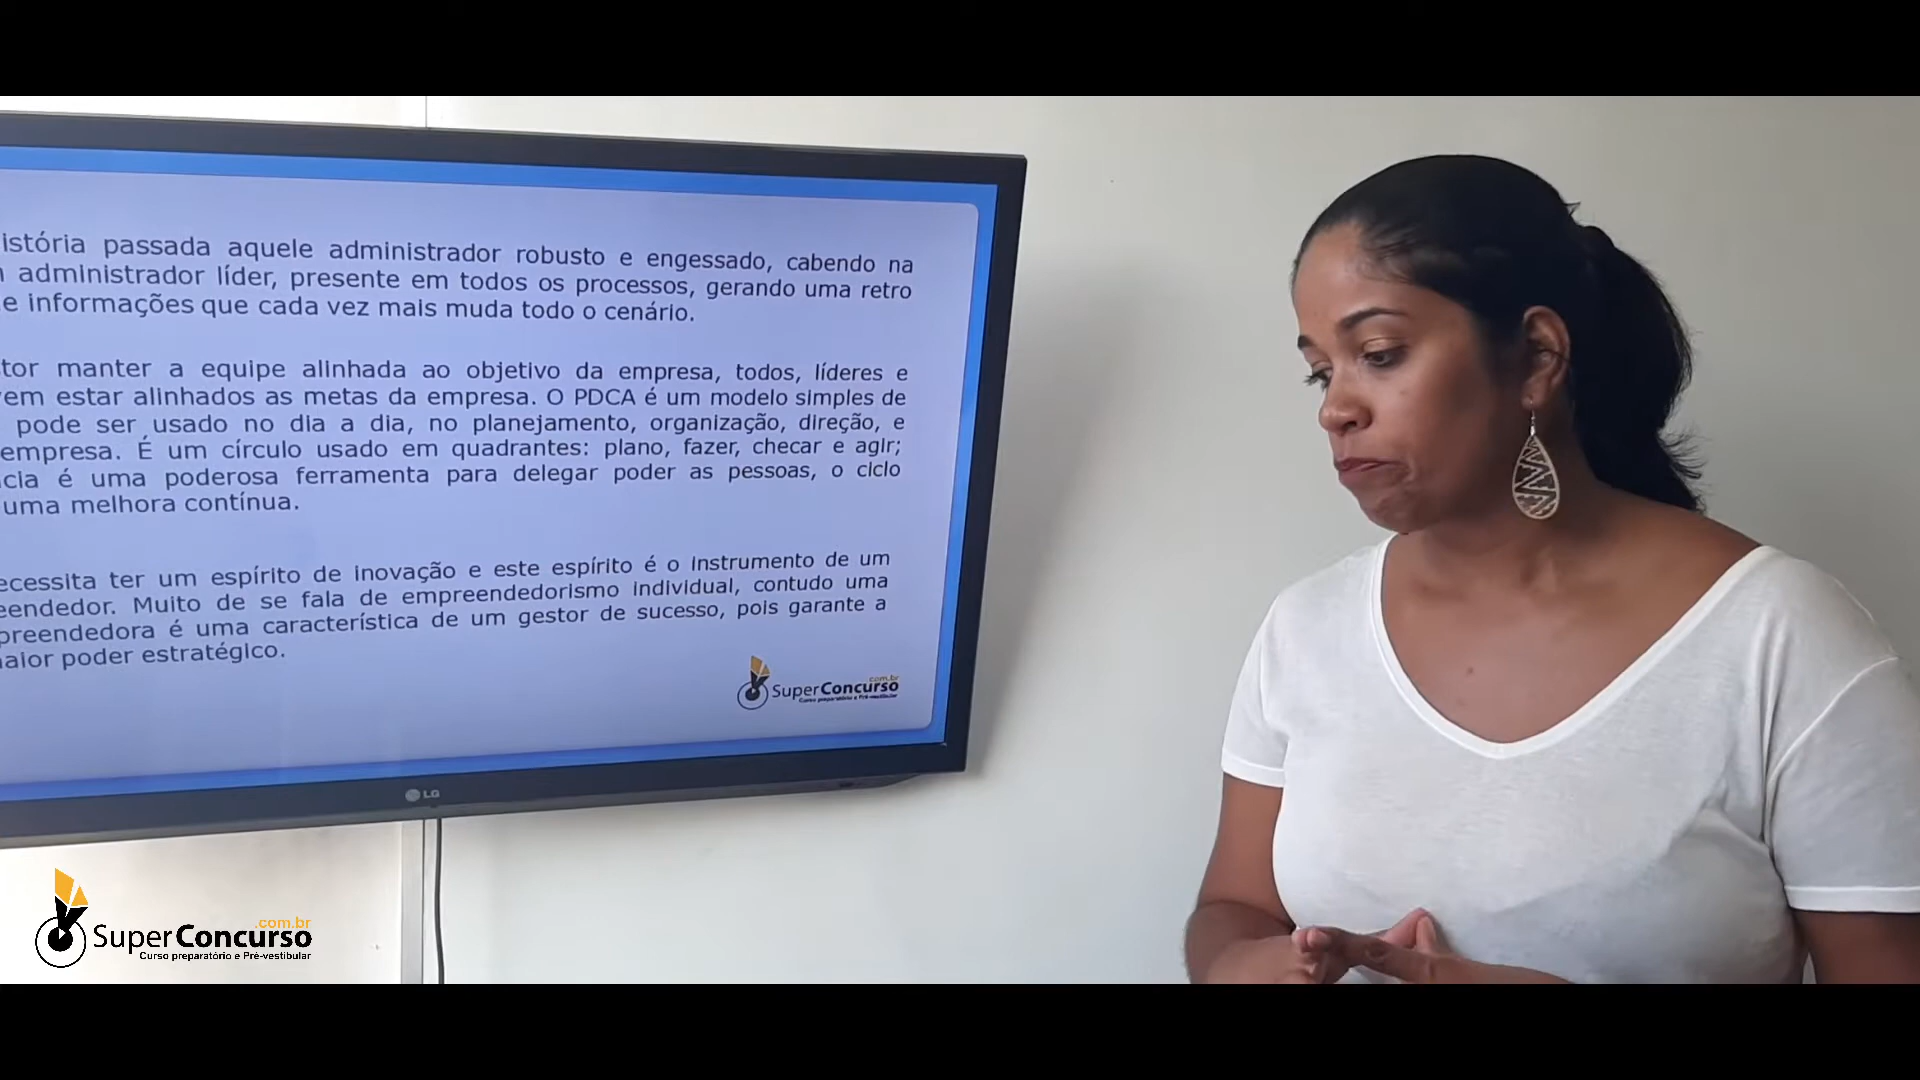 istória passada aquele administrador robusto e engessado, cabendo na
administrador líder, presente em todos os processos, gerando uma retro
e informações que cada vez mais muda todo o cenário.
tor manter a equipe alinhada ao objetivo da empresa, todos, líderes e
em estar alinhados as metas da empresa. O PDCA é um modelo simples de
pode ser usado no dia a dia, no planejamento, organização, direção, e
empresa. É um círculo usado em quadrantes: plano, fazer, checar e agir;
cia é uma poderosa ferramenta para delegar poder as pessoas, o ciclo
uma melhora contínua.
ecessita ter um espírito de inovação e este espírito é o instrumento de um
eendedor. Muito de se fala de empreendedorismo individual, contudo uma
preendedora é uma característica de um gestor de sucesso, pois garante a
aior poder estratégico.
.com.br
SuperConcurso
Curso preparatório e Pré-vestibular
LG
.com.br
SuperConcurso
Curso preparatório e Pré-vestibular